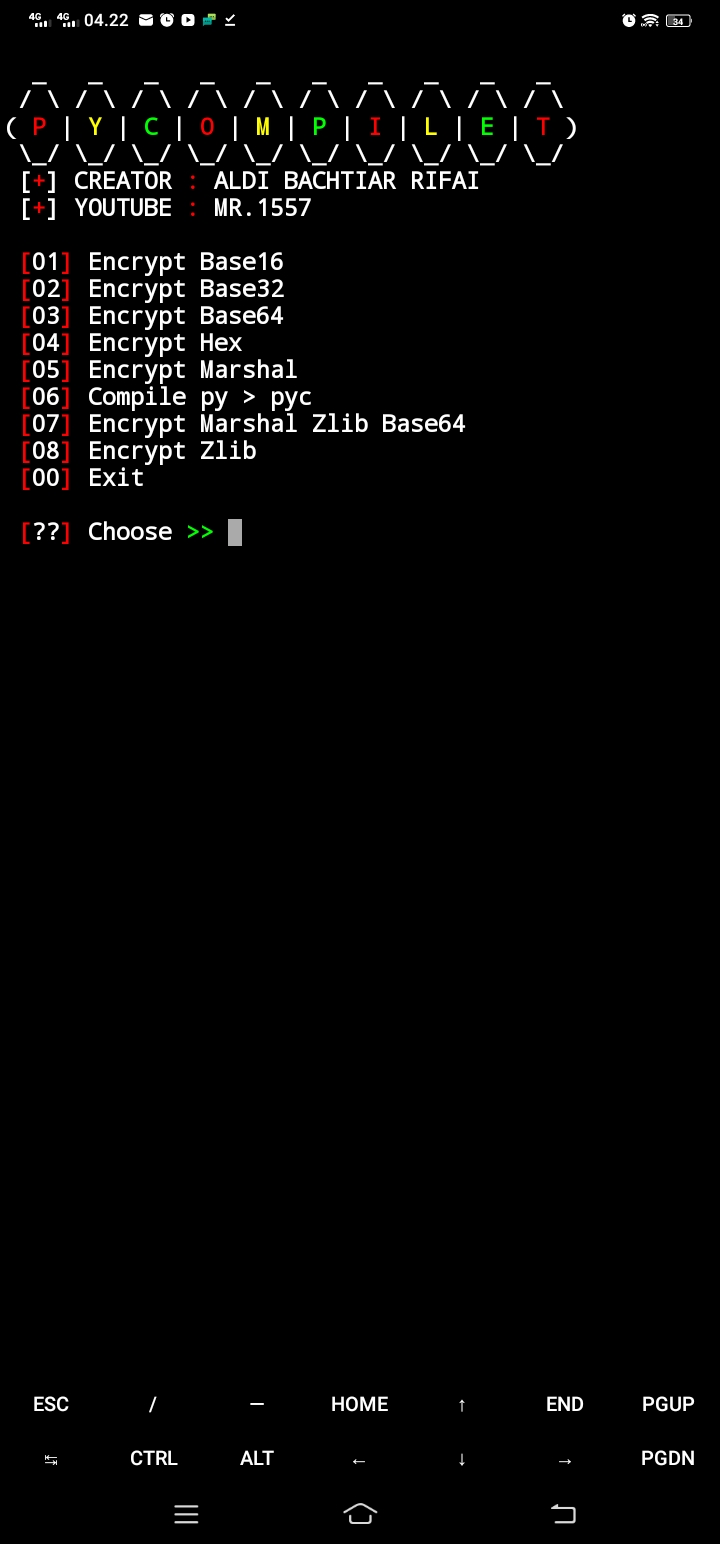 4G 4G 04.22 34
( P | Y | C | O | M | P | I | L | E | T )
[+] CREATOR : ALDI BACHTIAR RIFAI
[+] YOUTUBE : MR.1557
[01] Encrypt Base16
[02] Encrypt Base32
[03] Encrypt Base64
[04] Encrypt Hex
[05] Encrypt Marshal
[06] Compile py > pyc
[07] Encrypt Marshal Zlib Base64
[08] Encrypt Zlib
[00] Exit
[??] Choose >>
ESC / — HOME ↑ END PGUP
↹ CTRL ALT ← ↓ → PGDN